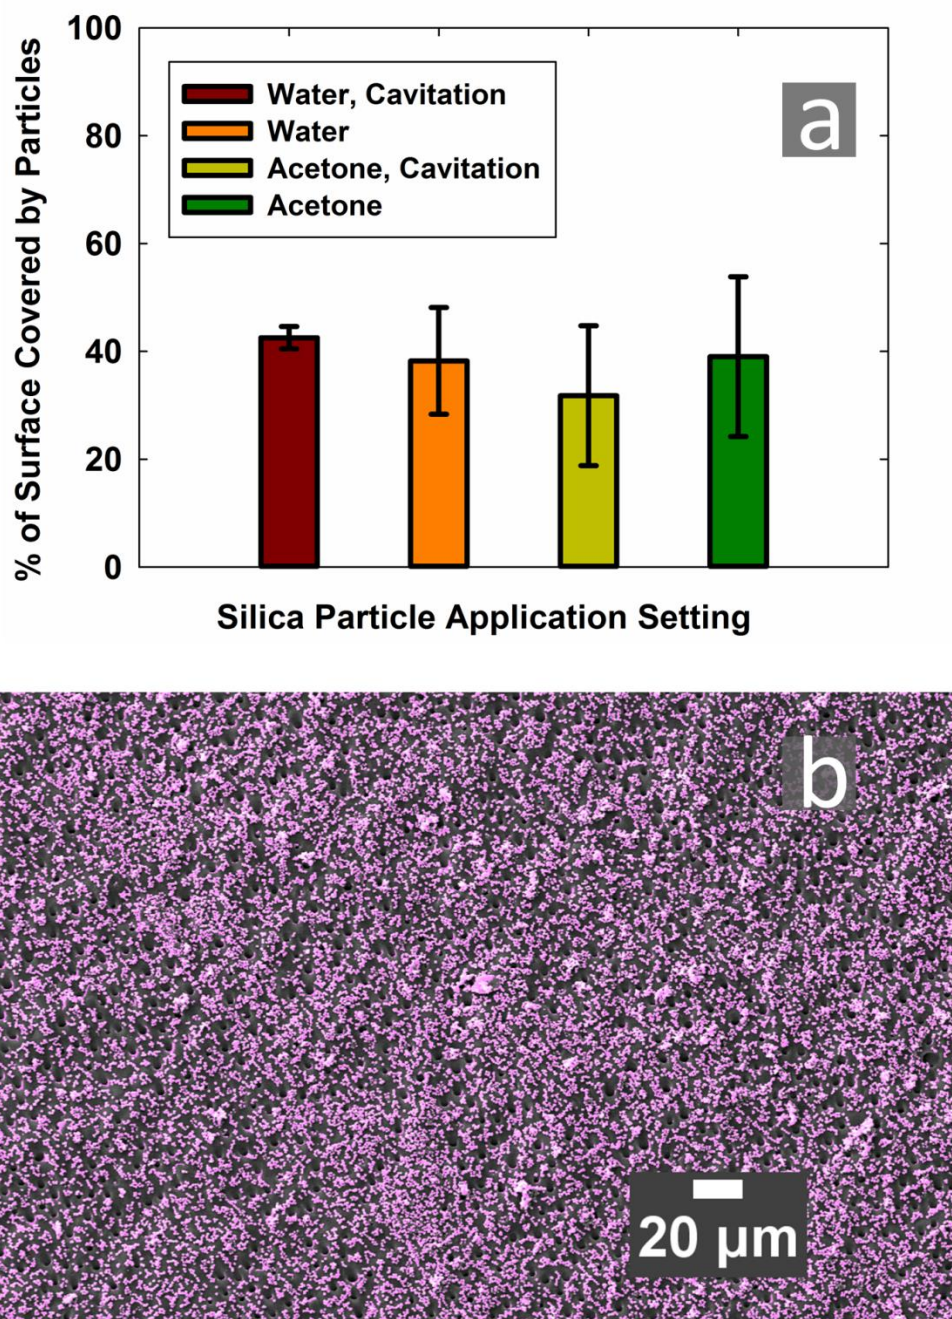 100
80
60
40
20
0
% of Surface Covered by Particles
Water, Cavitation
Water
Acetone, Cavitation
Acetone
a
Silica Particle Application Setting
b
20 μm